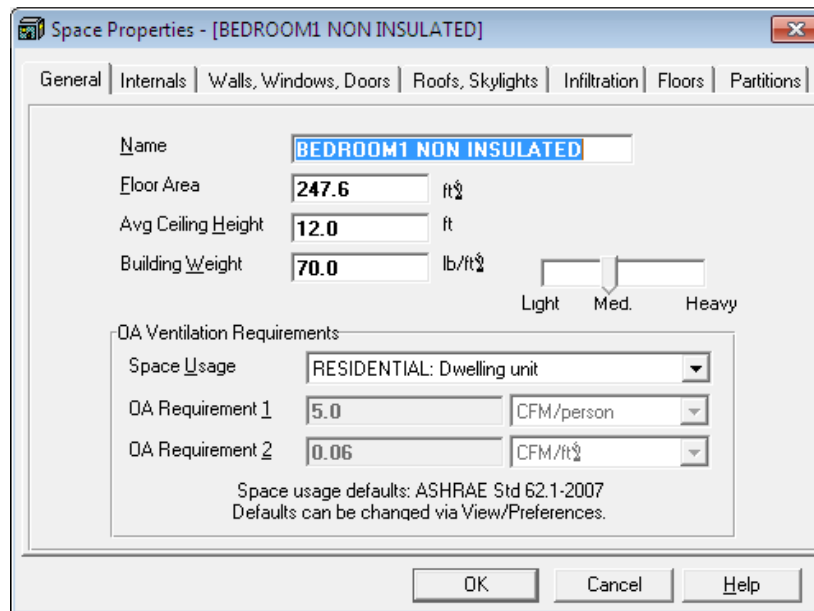 Space Properties - [BEDROOM1 NON INSULATED]
General Internals Walls, Windows, Doors Roofs, Skylights Infiltration Floors Partitions
Name BEDROOM1 NON INSULATED
Floor Area 247.6 ft²
Avg Ceiling Height 12.0 ft
Building Weight 70.0 lb/ft²
Light Med. Heavy
OA Ventilation Requirements
Space Usage RESIDENTIAL: Dwelling unit
OA Requirement 1 5.0 CFM/person
OA Requirement 2 0.06 CFM/ft²
Space usage defaults: ASHRAE Std 62.1-2007
Defaults can be changed via View/Preferences.
OK Cancel Help